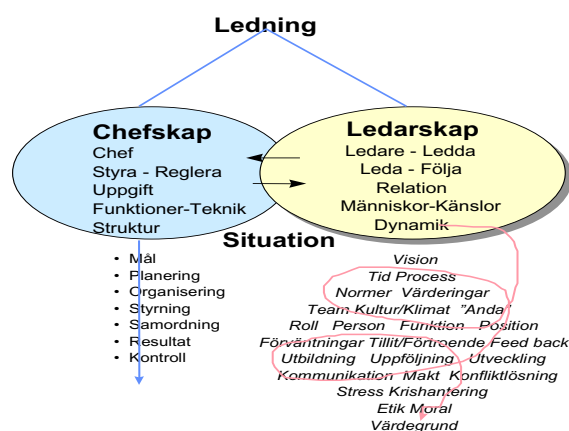 Ledning
Chefskap
Chef
Styra - Reglera
Uppgift
Funktioner-Teknik
Struktur
Ledarskap
Ledare - Ledda
Leda - Följa
Relation
Människor-Känslor
Dynamik
Situation
• Mål
• Planering
• Organisering
• Styrning
• Samordning
• Resultat
• Kontroll
Vision
Tid Process
Normer Värderingar
Team Kultur/Klimat "Anda"
Roll Person Funktion Position
Förväntningar Tillit/Förtroende Feed back
Utbildning Uppföljning Utveckling
Kommunikation Makt Konfliktlösning
Stress Krishantering
Etik Moral
Värdegrund